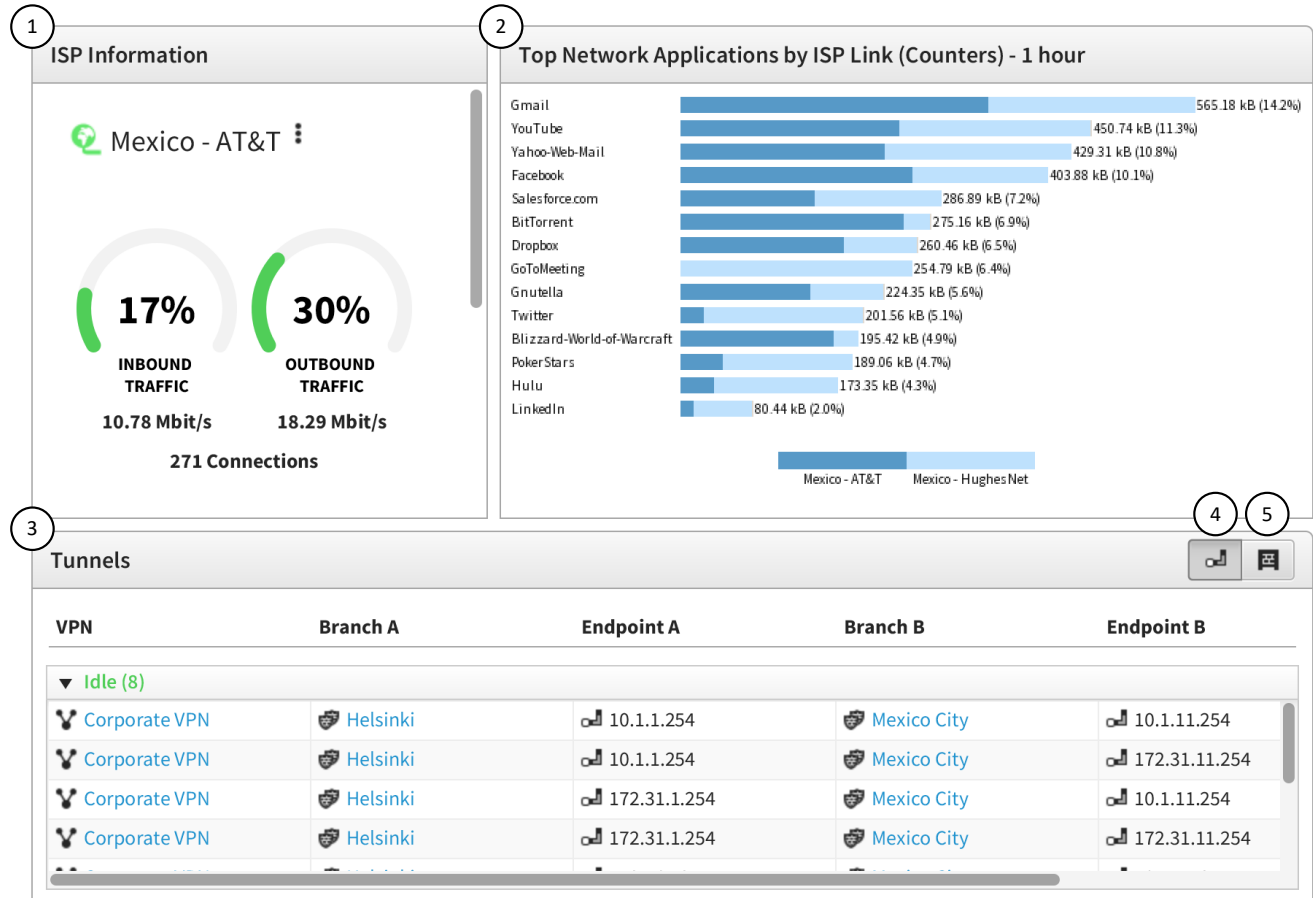 1
ISP Information
Mexico - AT&T
17%
30%
INBOUND TRAFFIC
OUTBOUND TRAFFIC
10.78 Mbit/s
18.29 Mbit/s
271 Connections
2
Top Network Applications by ISP Link (Counters) - 1 hour
Gmail 565.18 kB (14.2%)
YouTube 450.74 kB (11.3%)
Yahoo-Web-Mail 429.31 kB (10.8%)
Facebook 403.88 kB (10.1%)
Salesforce.com 286.89 kB (7.2%)
BitTorrent 275.16 kB (6.9%)
Dropbox 260.46 kB (6.5%)
GoToMeeting 254.79 kB (6.4%)
Gnutella 224.35 kB (5.6%)
Twitter 201.56 kB (5.1%)
Blizzard-World-of-Warcraft 195.42 kB (4.9%)
PokerStars 189.06 kB (4.7%)
Hulu 173.35 kB (4.3%)
LinkedIn 80.44 kB (2.0%)
Mexico - AT&T Mexico - HughesNet
3
Tunnels
4
5
VPN Branch A Endpoint A Branch B Endpoint B
Idle (8)
Corporate VPN Helsinki 10.1.1.254 Mexico City 10.1.11.254
Corporate VPN Helsinki 10.1.1.254 Mexico City 172.31.11.254
Corporate VPN Helsinki 172.31.1.254 Mexico City 10.1.11.254
Corporate VPN Helsinki 172.31.1.254 Mexico City 172.31.11.254